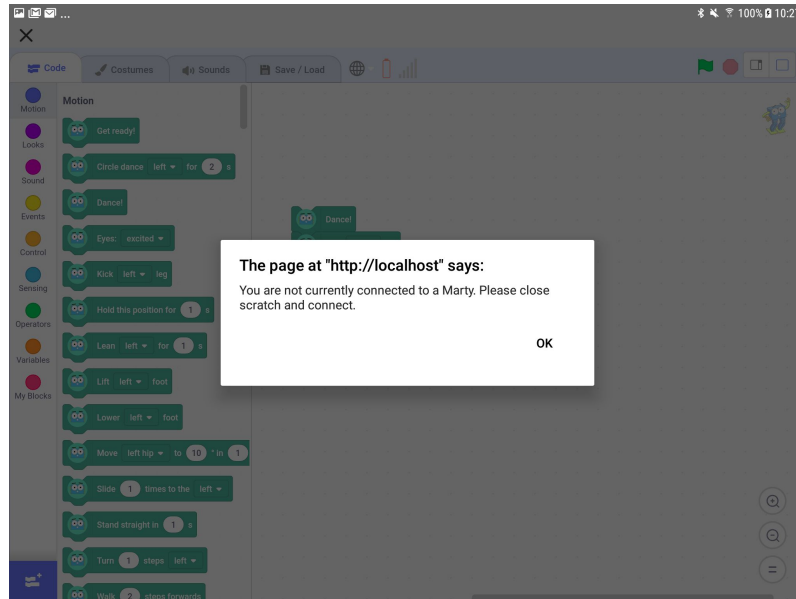 ...
100% 10:2
Code
Costumes
Sounds
Save / Load
Motion
Looks
Sound
Events
Control
Sensing
Operators
Variables
My Blocks
Motion
Get ready!
Circle dance left for 2 s
Dance!
Eyes: excited
Kick left leg
Hold this position for 1 s
Lean left for 1 s
Lift left foot
Lower left foot
Move left hip to 10 ° in 1
Slide 1 times to the left
Stand straight in 1 s
Turn 1 steps left
Walk 2 steps forwards
Dance!
The page at "http://localhost" says:
You are not currently connected to a Marty. Please close
scratch and connect.
OK